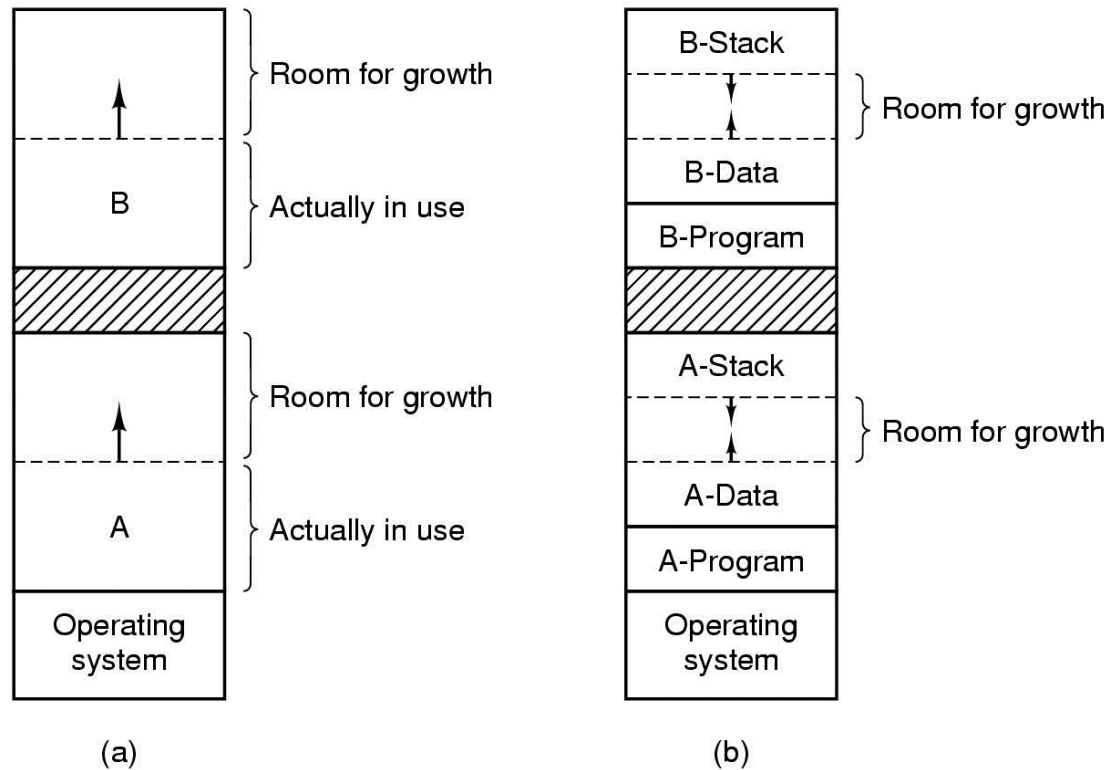 Room for growth
B
Actually in use
Room for growth
A
Actually in use
Operating
system
(a)
B-Stack
Room for growth
B-Data
B-Program
A-Stack
Room for growth
A-Data
A-Program
Operating
system
(b)